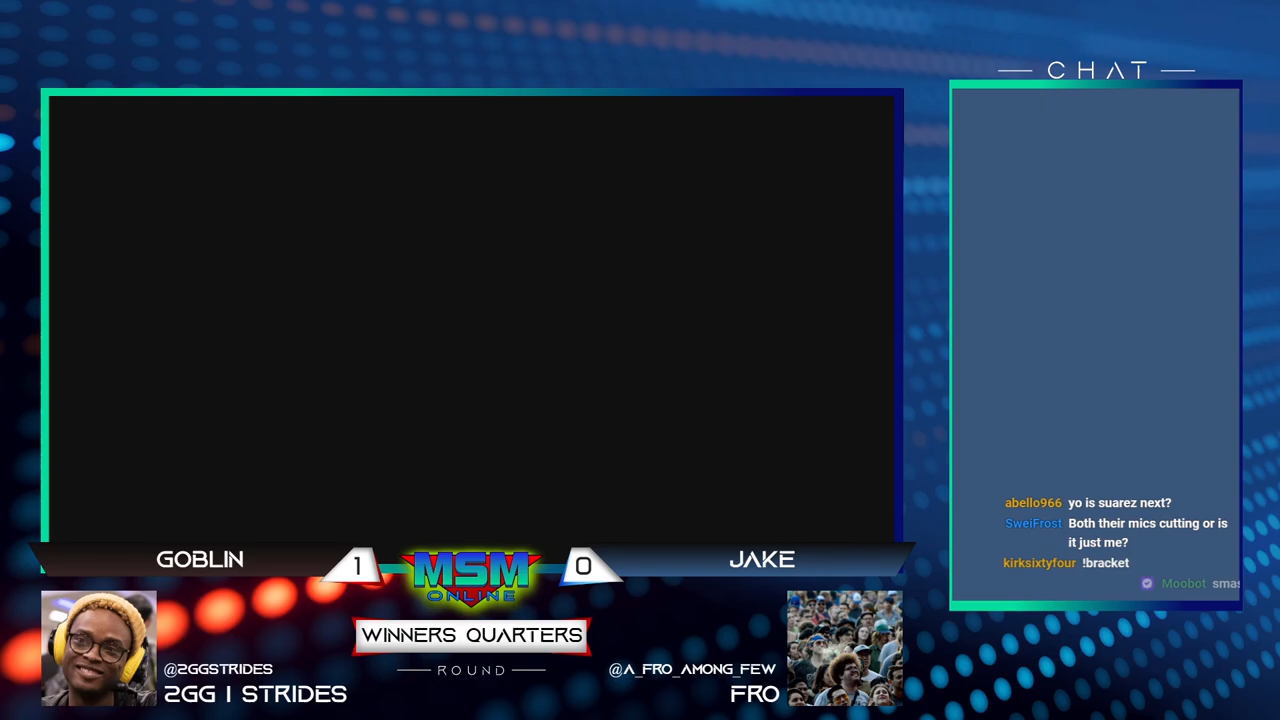 CHAT
abello966 yo is suarez next?
SweiFrost Both their mics cutting or is
it just me?
kirksixtyfour !bracket
Moobot smas
GOBLIN 1 MSM 0 JAKE
ONLINE
WINNERS QUARTERS
ROUND
@2GGSTRIDES
2GG | STRIDES
@A_FRO_AMONG_FEW
FRO